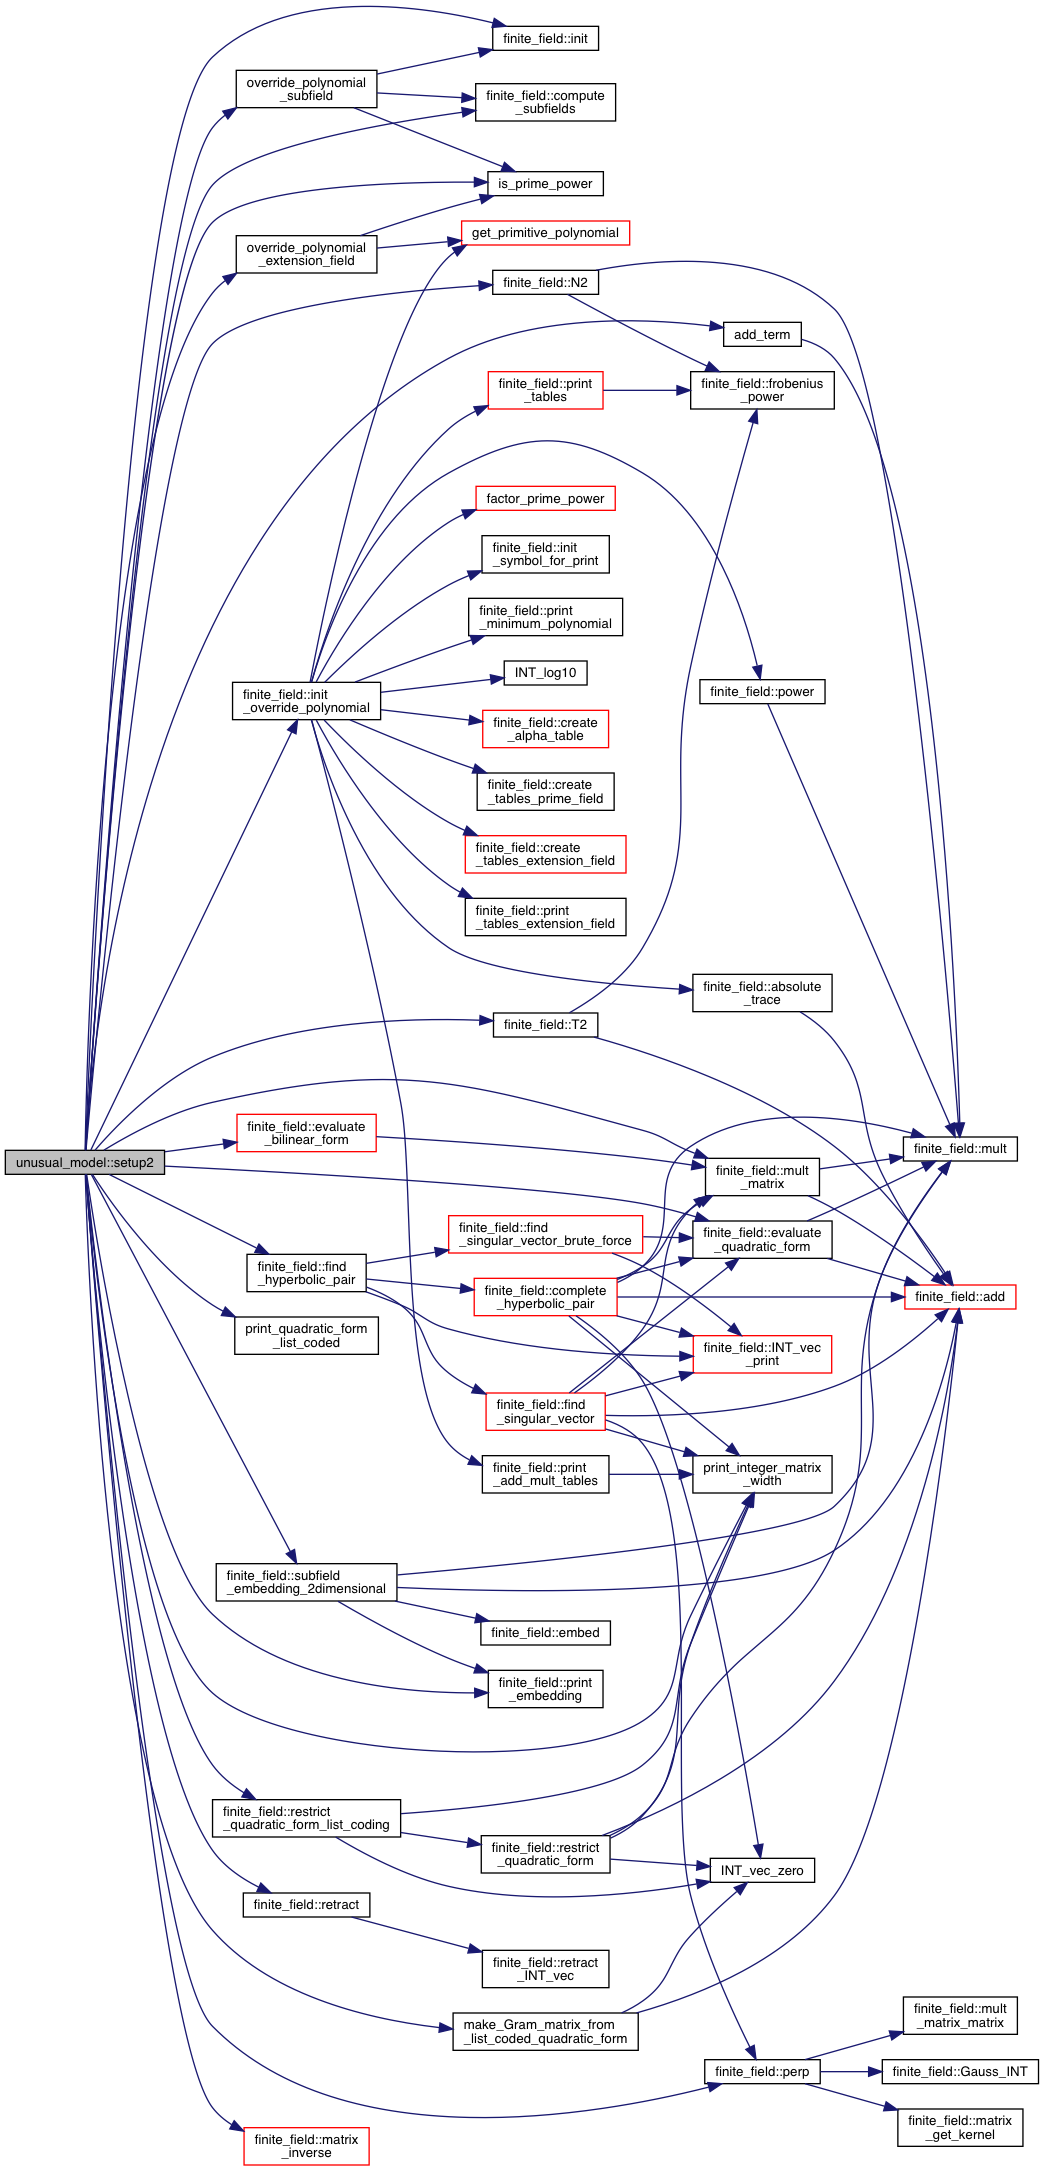 finite_field::init
override_polynomial
_subfield
finite_field::compute
_subfields
is_prime_power
get_primitive_polynomial
override_polynomial
_extension_field
finite_field::N2
add_term
finite_field::print
_tables
finite_field::frobenius
_power
factor_prime_power
finite_field::init
_symbol_for_print
finite_field::print
_minimum_polynomial
INT_log10
finite_field::init
_override_polynomial
finite_field::power
finite_field::create
_alpha_table
finite_field::create
_tables_prime_field
finite_field::create
_tables_extension_field
finite_field::print
_tables_extension_field
finite_field::absolute
_trace
finite_field::T2
finite_field::evaluate
_bilinear_form
finite_field::mult
unusual_model::setup2
finite_field::mult
_matrix
finite_field::find
_singular_vector_brute_force
finite_field::evaluate
_quadratic_form
finite_field::find
_hyperbolic_pair
finite_field::complete
_hyperbolic_pair
finite_field::add
print_quadratic_form
_list_coded
finite_field::INT_vec
_print
finite_field::find
_singular_vector
finite_field::print
_add_mult_tables
print_integer_matrix
_width
finite_field::subfield
_embedding_2dimensional
finite_field::embed
finite_field::print
_embedding
finite_field::restrict
_quadratic_form_list_coding
finite_field::restrict
_quadratic_form
INT_vec_zero
finite_field::retract
finite_field::retract
_INT_vec
make_Gram_matrix_from
_list_coded_quadratic_form
finite_field::mult
_matrix_matrix
finite_field::perp
finite_field::Gauss_INT
finite_field::matrix
_get_kernel
finite_field::matrix
_inverse